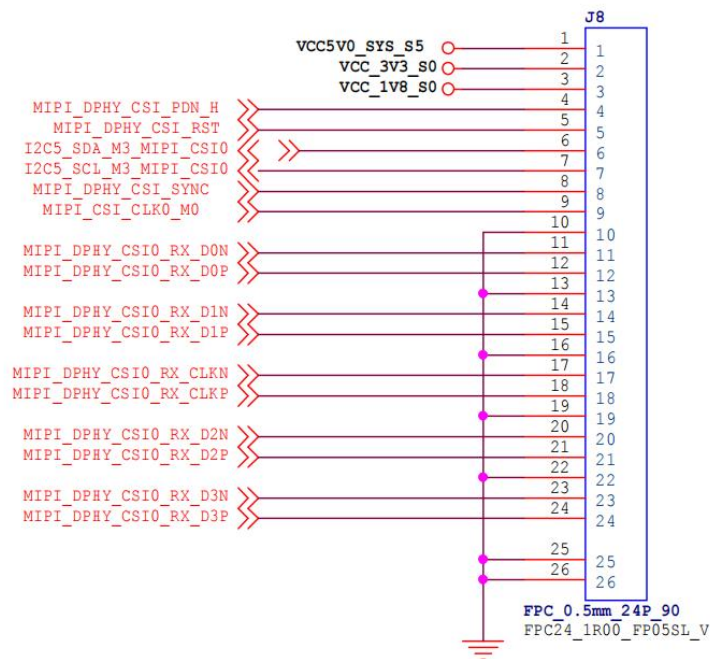 J8
VCC5V0_SYS_S5 1 1
VCC_3V3_S0 2 2
VCC_1V8_S0 3 3
MIPI_DPHY_CSI_PDN_H 4 4
MIPI_DPHY_CSI_RST 5 5
I2C5_SDA_M3_MIPI_CSI0 6 6
I2C5_SCL_M3_MIPI_CSI0 7 7
MIPI_DPHY_CSI_SYNC 8 8
MIPI_CSI_CLK0_M0 9 9
10 10
MIPI_DPHY_CSI0_RX_D0N 11 11
MIPI_DPHY_CSI0_RX_D0P 12 12
13 13
MIPI_DPHY_CSI0_RX_D1N 14 14
MIPI_DPHY_CSI0_RX_D1P 15 15
16 16
MIPI_DPHY_CSI0_RX_CLKN 17 17
MIPI_DPHY_CSI0_RX_CLKP 18 18
19 19
MIPI_DPHY_CSI0_RX_D2N 20 20
MIPI_DPHY_CSI0_RX_D2P 21 21
22 22
MIPI_DPHY_CSI0_RX_D3N 23 23
MIPI_DPHY_CSI0_RX_D3P 24 24
25 25
26 26
FPC_0.5mm_24P_90
FPC24_1R00_FP05SL_V